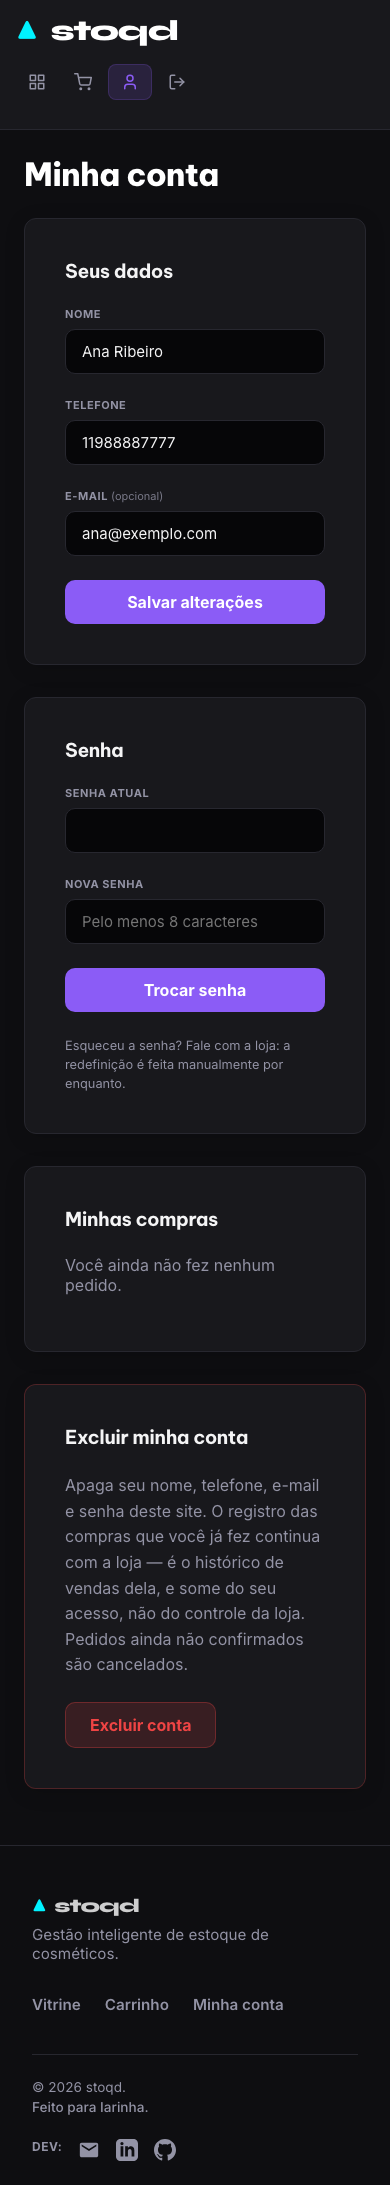 stoqd
Minha conta
Seus dados
NOME
Ana Ribeiro
TELEFONE
11988887777
E-MAIL (opcional)
ana@exemplo.com
Salvar alterações
Senha
SENHA ATUAL
NOVA SENHA
Pelo menos 8 caracteres
Trocar senha
Esqueceu a senha? Fale com a loja: a
redefinição é feita manualmente por
enquanto.
Minhas compras
Você ainda não fez nenhum
pedido.
Excluir minha conta
Apaga seu nome, telefone, e-mail
e senha deste site. O registro das
compras que você já fez continua
com a loja — é o histórico de
vendas dela, e some do seu
acesso, não do controle da loja.
Pedidos ainda não confirmados
são cancelados.
Excluir conta
stoqd
Gestão inteligente de estoque de
cosméticos.
Vitrine Carrinho Minha conta
© 2026 stoqd.
Feito para larinha.
DEV: